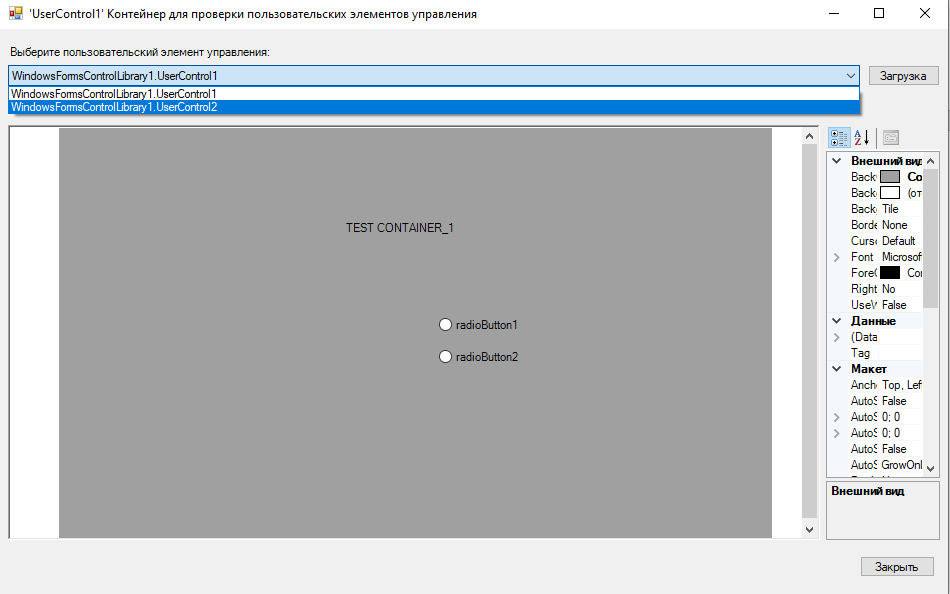 'UserControl1' Контейнер для проверки пользовательских элементов управления
Выберите пользовательский элемент управления:
WindowsFormsControlLibrary1.UserControl1
Загрузка
WindowsFormsControlLibrary1.UserControl1
WindowsFormsControlLibrary1.UserControl2
TEST CONTAINER_1
radioButton1
radioButton2
A
Z
Внешний вид
Back Co
Back (от
Back Tile
Borde None
Curs Default
Font Microsof
Fore Co
Right No
UseW False
Данные
(Data
Tag
Макет
Anch Top, Left
AutoS False
AutoS 0; 0
AutoS 0; 0
AutoS False
AutoS GrowOnl
Внешний вид
Закрыть